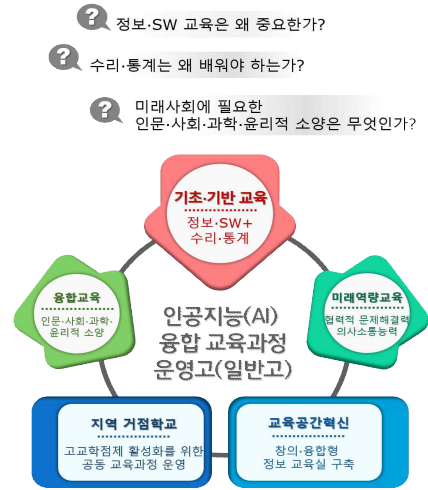 ? 정보·SW 교육은 왜 중요한가?
? 수리·통계는 왜 배워야 하는가?
? 미래사회에 필요한
인문·사회·과학·윤리적 소양은 무엇인가?
기초·기반 교육
정보·SW+
수리·통계
융합교육
인문·사회·과학·
윤리적 소양
미래역량교육
협력적 문제해결력
의사소통능력
인공지능(AI)
융합 교육과정
운영고(일반고)
지역 거점학교
고교학점제 활성화를 위한
공동 교육과정 운영
교육공간혁신
창의·융합형
정보 교육실 구축